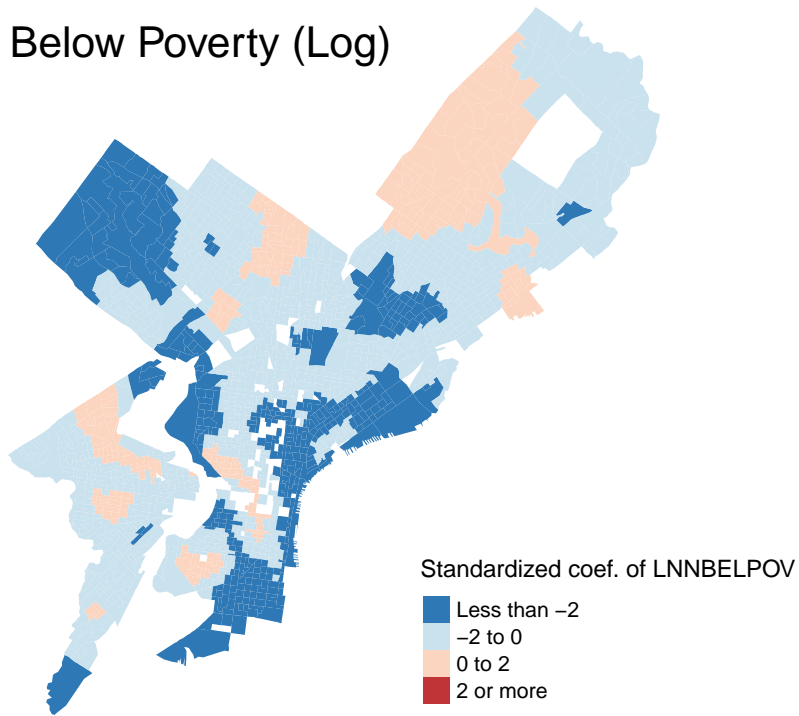 Below Poverty (Log)
Standardized coef. of LNNBELPOV
Less than −2
−2 to 0
0 to 2
2 or more